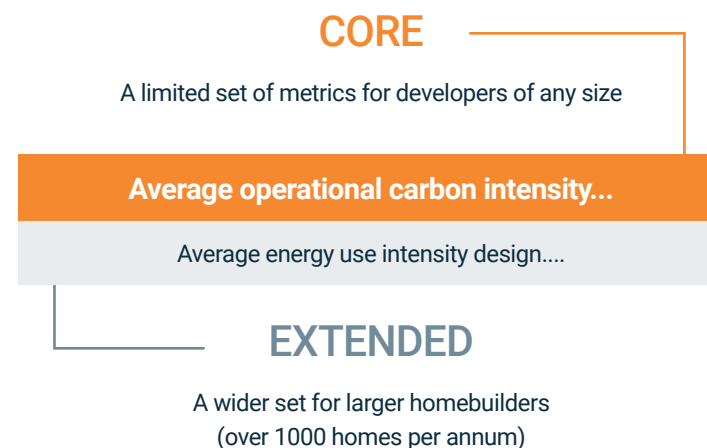 CORE
A limited set of metrics for developers of any size
Average operational carbon intensity...
Average energy use intensity design....
EXTENDED
A wider set for larger homebuilders
(over 1000 homes per annum)